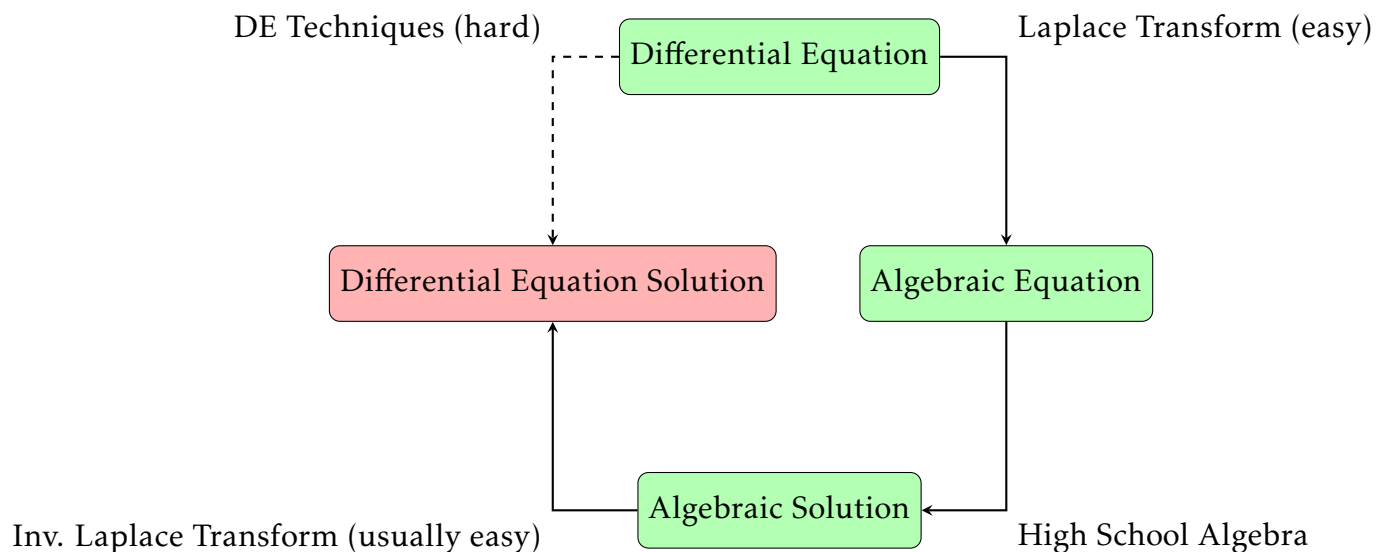 DE Techniques (hard)
Differential Equation
Laplace Transform (easy)
Differential Equation Solution
Algebraic Equation
Algebraic Solution
Inv. Laplace Transform (usually easy)
High School Algebra